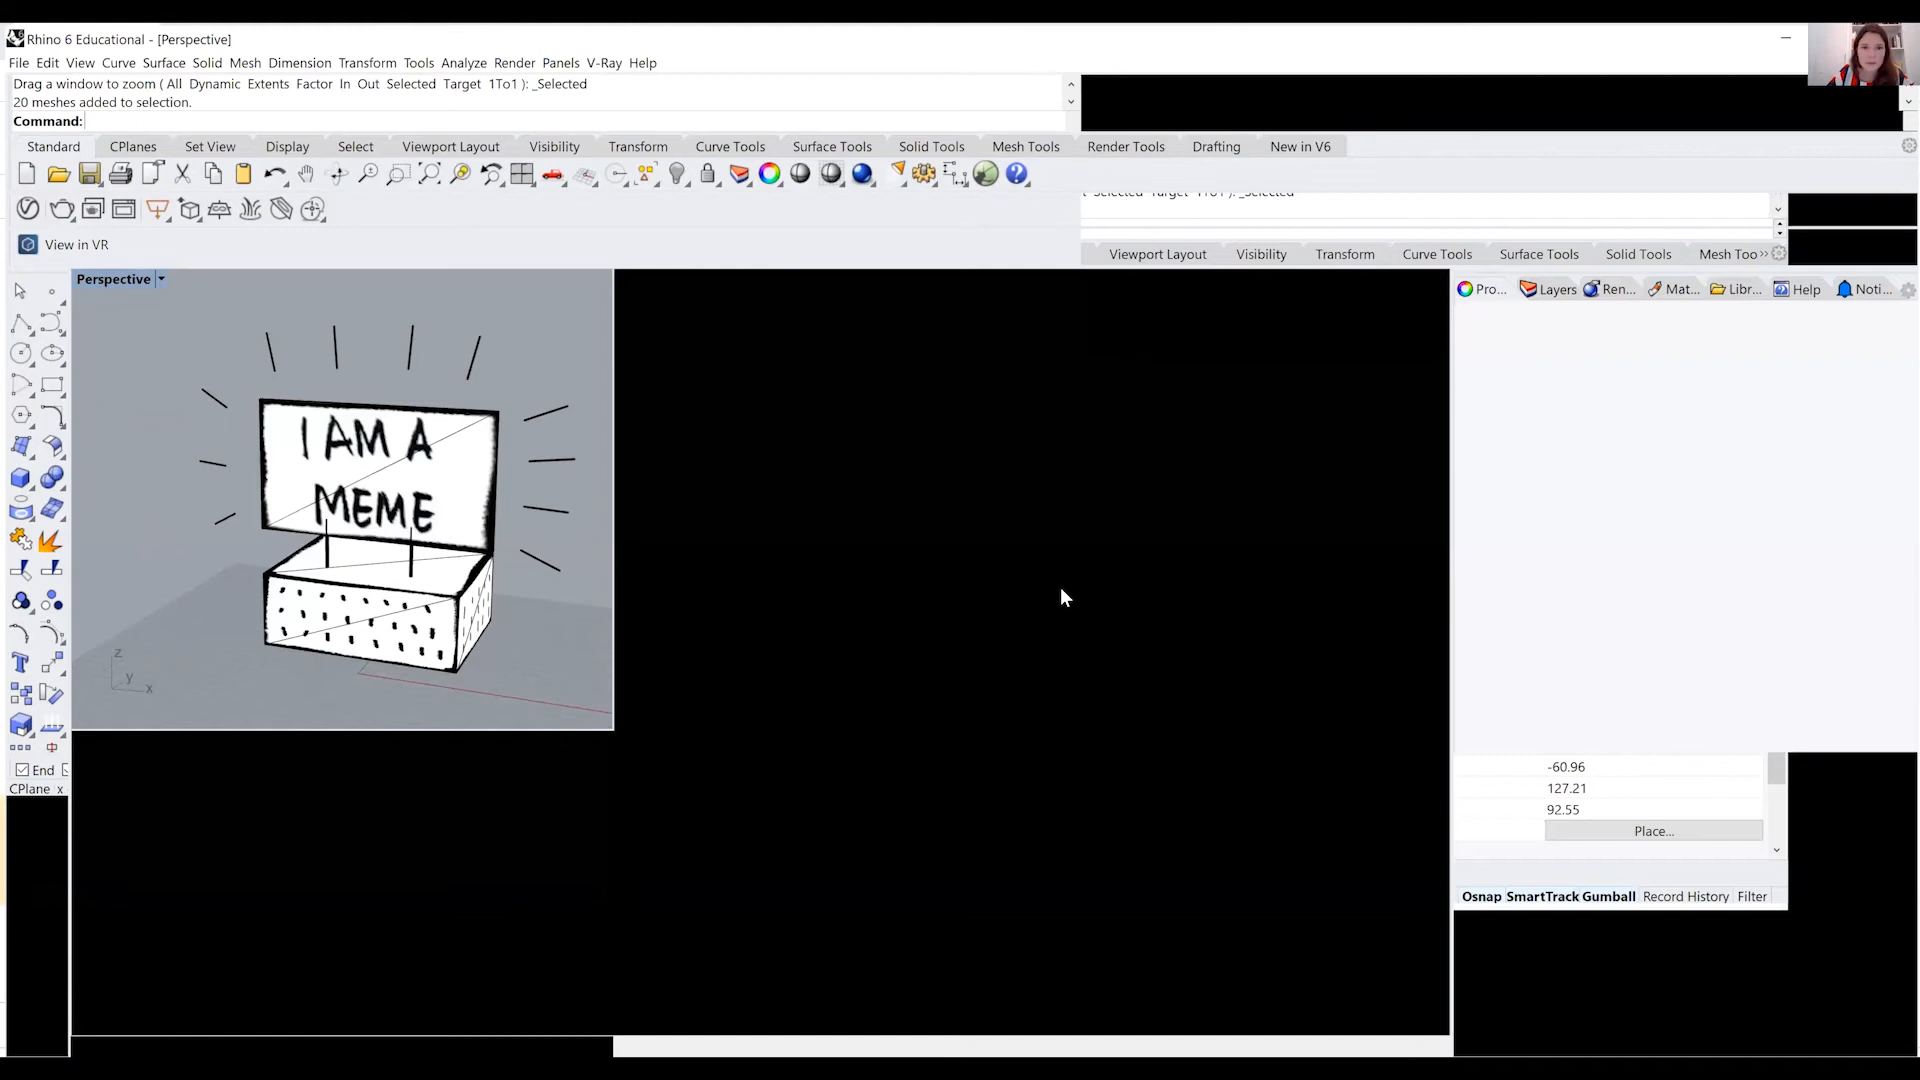 Rhino 6 Educational - [Perspective]
File Edit View Curve Surface Solid Mesh Dimension Transform Tools Analyze Render Panels V-Ray Help
Drag a window to zoom ( All Dynamic Extents Factor In Out Selected Target 1To1 ): _Selected
20 meshes added to selection.
Command:
Standard CPlanes Set View Display Select Viewport Layout Visibility Transform Curve Tools Surface Tools Solid Tools Mesh Tools Render Tools Drafting New in V6
t Selected Target 1To1 ): _Selected
View in VR
Viewport Layout Visibility Transform Curve Tools Surface Tools Solid Tools Mesh Too
Perspective
Pro... Layers Ren... Mat... Libr... Help Noti...
I AM A
MEME
z
y
x
End
CPlane x
-60.96
127.21
92.55
Place...
Osnap SmartTrack Gumball Record History Filter